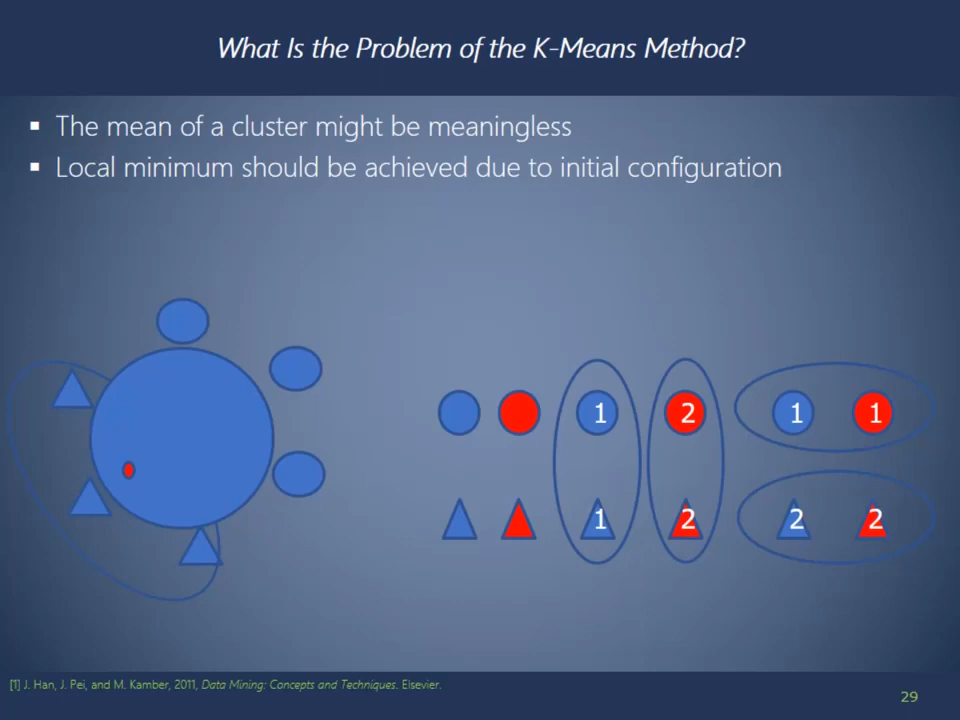 What Is the Problem of the K-Means Method?
▪ The mean of a cluster might be meaningless
▪ Local minimum should be achieved due to initial configuration
1 2 1 1
1 2 2 2
[1] J. Han, J. Pei, and M. Kamber, 2011, Data Mining: Concepts and Techniques. Elsevier.
29